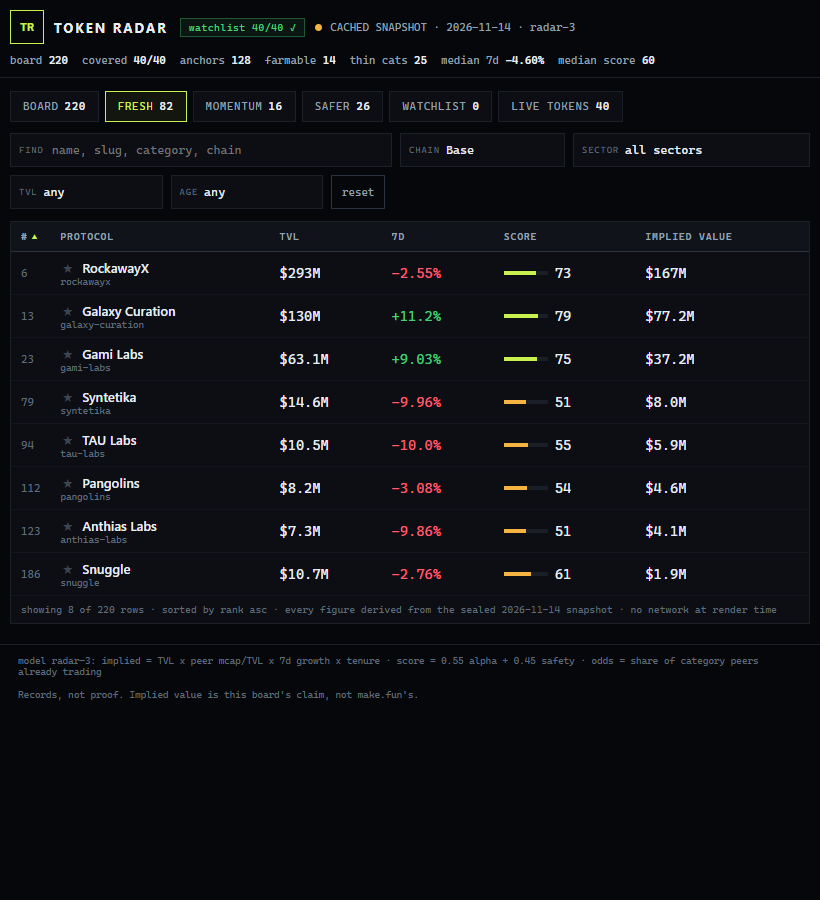 TR TOKEN RADAR watchlist 40/40 ✓ CACHED SNAPSHOT · 2026-11-14 · radar-3
board 220 covered 40/40 anchors 128 farmable 14 thin cats 25 median 7d −4.60% median score 60
BOARD 220 FRESH 82 MOMENTUM 16 SAFER 26 WATCHLIST 0 LIVE TOKENS 40
FIND name, slug, category, chain CHAIN Base SECTOR all sectors
TVL any AGE any reset
# ▲ PROTOCOL TVL 7D SCORE IMPLIED VALUE
6 ★ RockawayX $293M −2.55% 73 $167M
rockawayx
13 ★ Galaxy Curation $130M +11.2% 79 $77.2M
galaxy-curation
23 ★ Gami Labs $63.1M +9.03% 75 $37.2M
gami-labs
79 ★ Syntetika $14.6M −9.96% 51 $8.0M
syntetika
94 ★ TAU Labs $10.5M −10.0% 55 $5.9M
tau-labs
112 ★ Pangolins $8.2M −3.08% 54 $4.6M
pangolins
123 ★ Anthias Labs $7.3M −9.86% 51 $4.1M
anthias-labs
186 ★ Snuggle $10.7M −2.76% 61 $1.9M
snuggle
showing 8 of 220 rows · sorted by rank asc · every figure derived from the sealed 2026-11-14 snapshot · no network at render time
model radar-3: implied = TVL x peer mcap/TVL x 7d growth x tenure · score = 0.55 alpha + 0.45 safety · odds = share of category peers
already trading
Records, not proof. Implied value is this board's claim, not make.fun's.